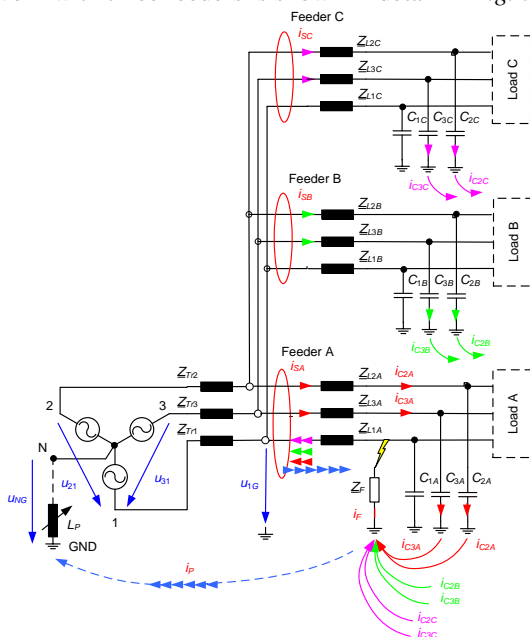 Feeder C
iSC
ZL2C
ZL3C
ZL1C
C1C
C3C
C2C
Load C
iC3C
iC2C
Feeder B
iSB
ZL2B
ZL3B
ZL1B
C1B
C3B
C2B
Load B
iC3B
iC2B
Feeder A
iSA
ZTr2
ZL2A
iC2A
2
3
ZTr3
ZL3A
iC3A
Load A
ZTr1
ZL1A
N
u21
u31
u1G
ZF
C1A
C3A
C2A
uNG
1
LP
iF
GND
iC3A
iC2A
iP
iC2B
iC3B
iC2C
iC3C